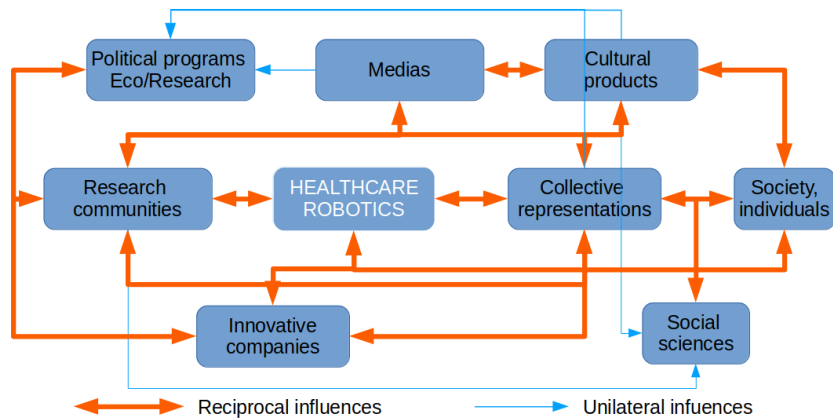 Political programs
Eco/Research
Medias
Cultural
products
Research
communities
HEALTHCARE
ROBOTICS
Collective
representations
Society,
individuals
Innovative
companies
Social
sciences
Reciprocal influences
Unilateral infuences